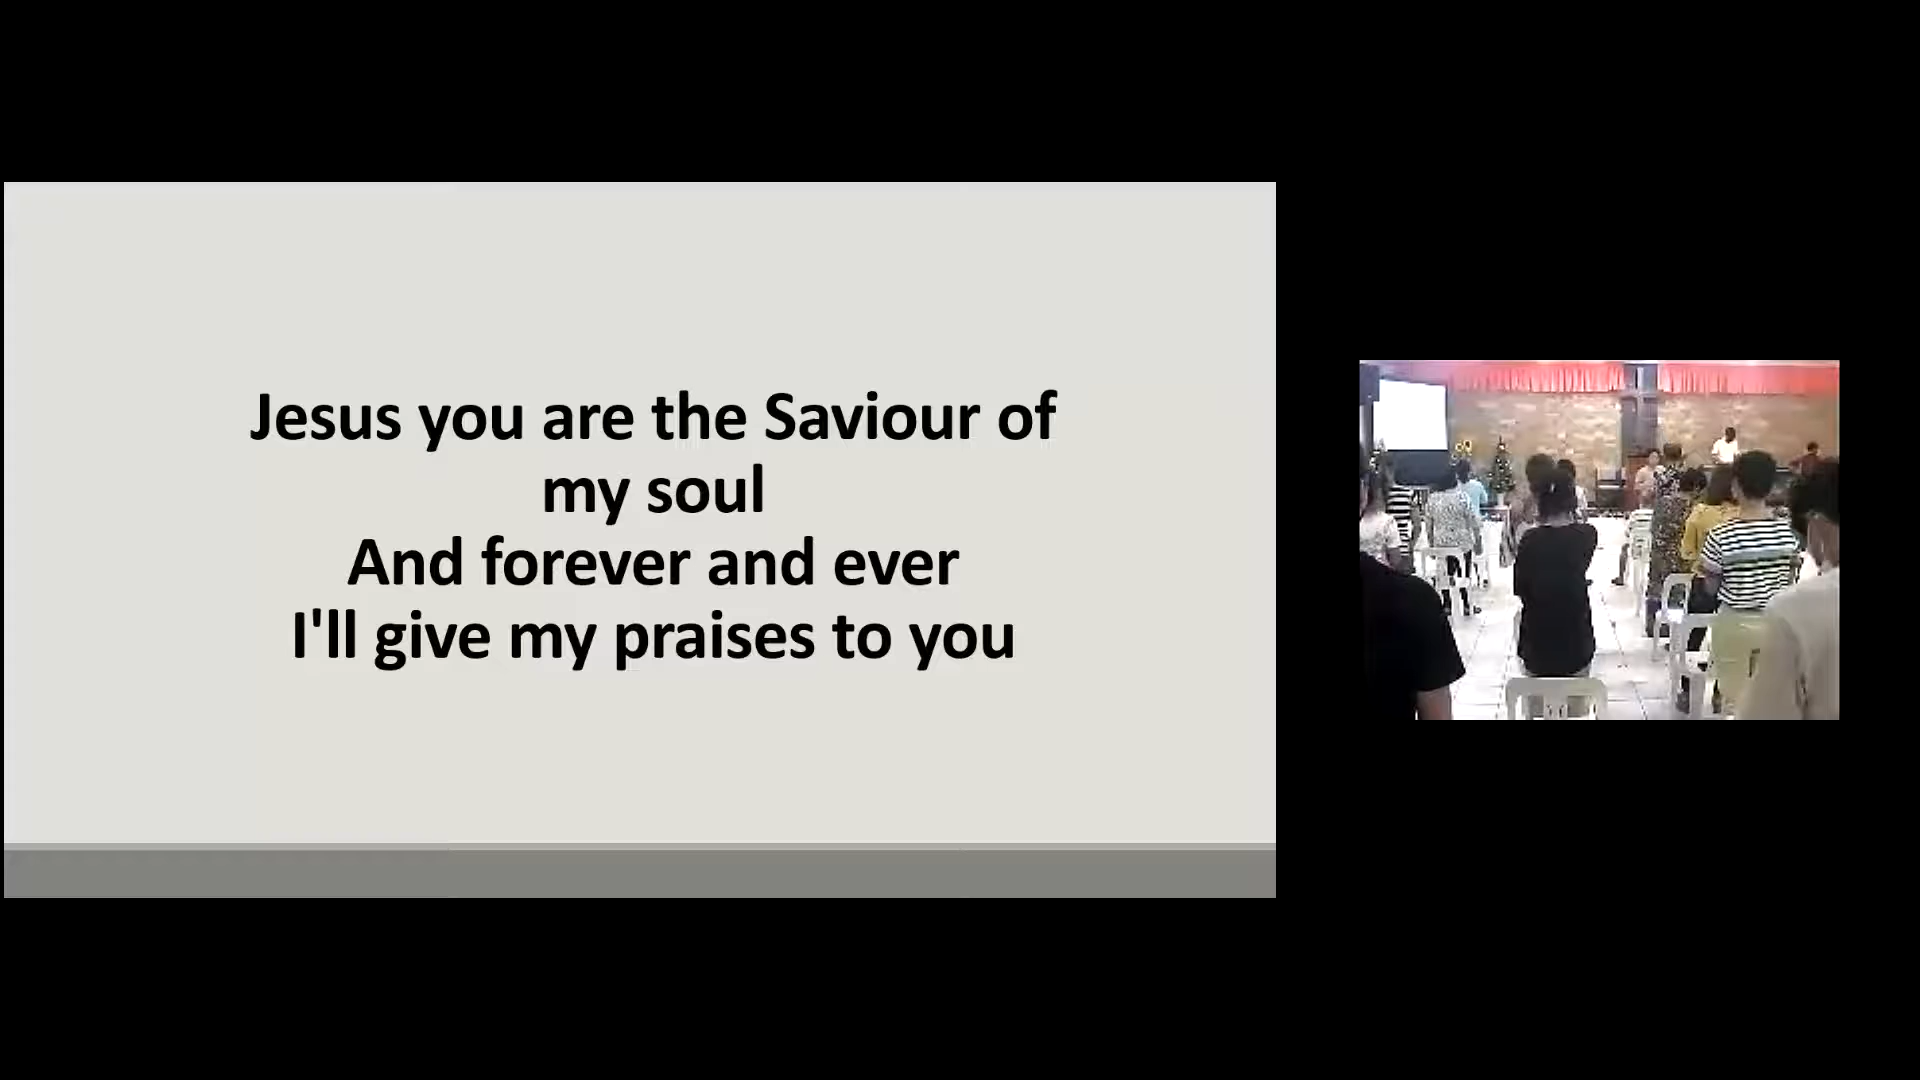 Jesus you are the Saviour of
my soul
And forever and ever
I'll give my praises to you